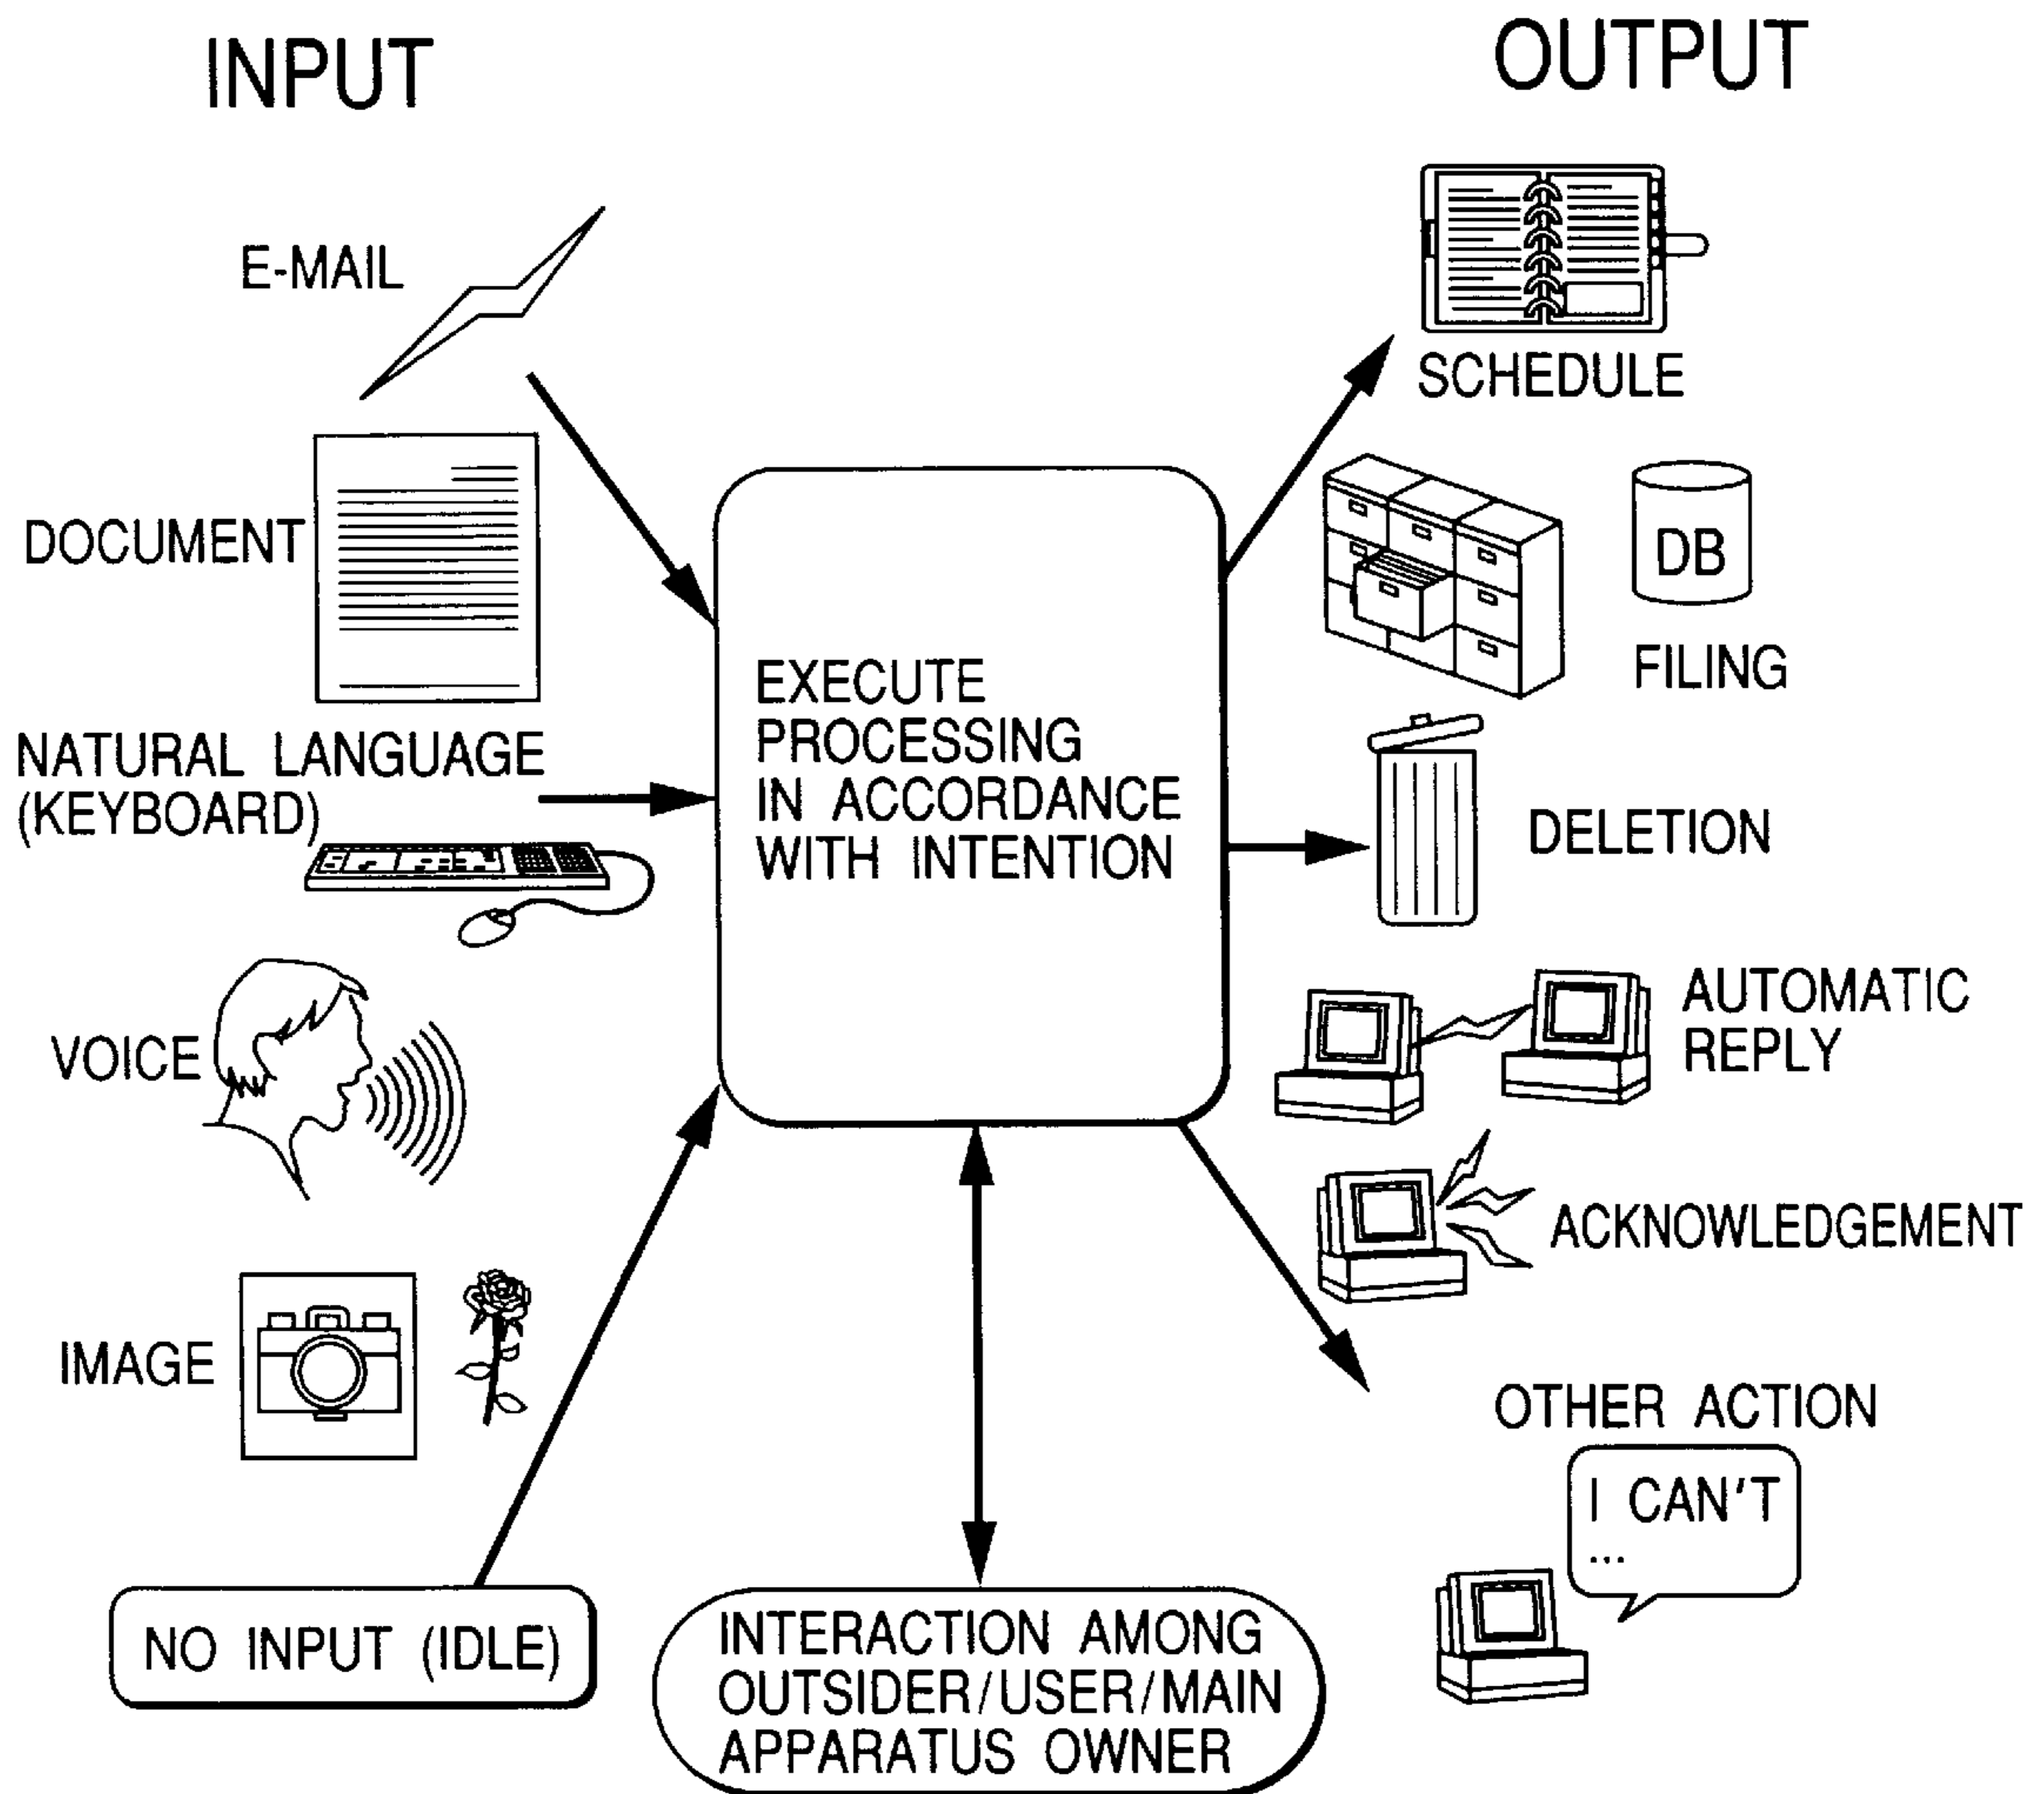 INPUT
OUTPUT
E-MAIL
DOCUMENT
NATURAL LANGUAGE
(KEYBOARD)
VOICE
IMAGE
NO INPUT (IDLE)
EXECUTE
PROCESSING
IN ACCORDANCE
WITH INTENTION
INTERACTION AMONG
OUTSIDER/USER/MAIN
APPARATUS OWNER
SCHEDULE
DB
FILING
DELETION
AUTOMATIC
REPLY
ACKNOWLEDGEMENT
OTHER ACTION
I CAN'T
...